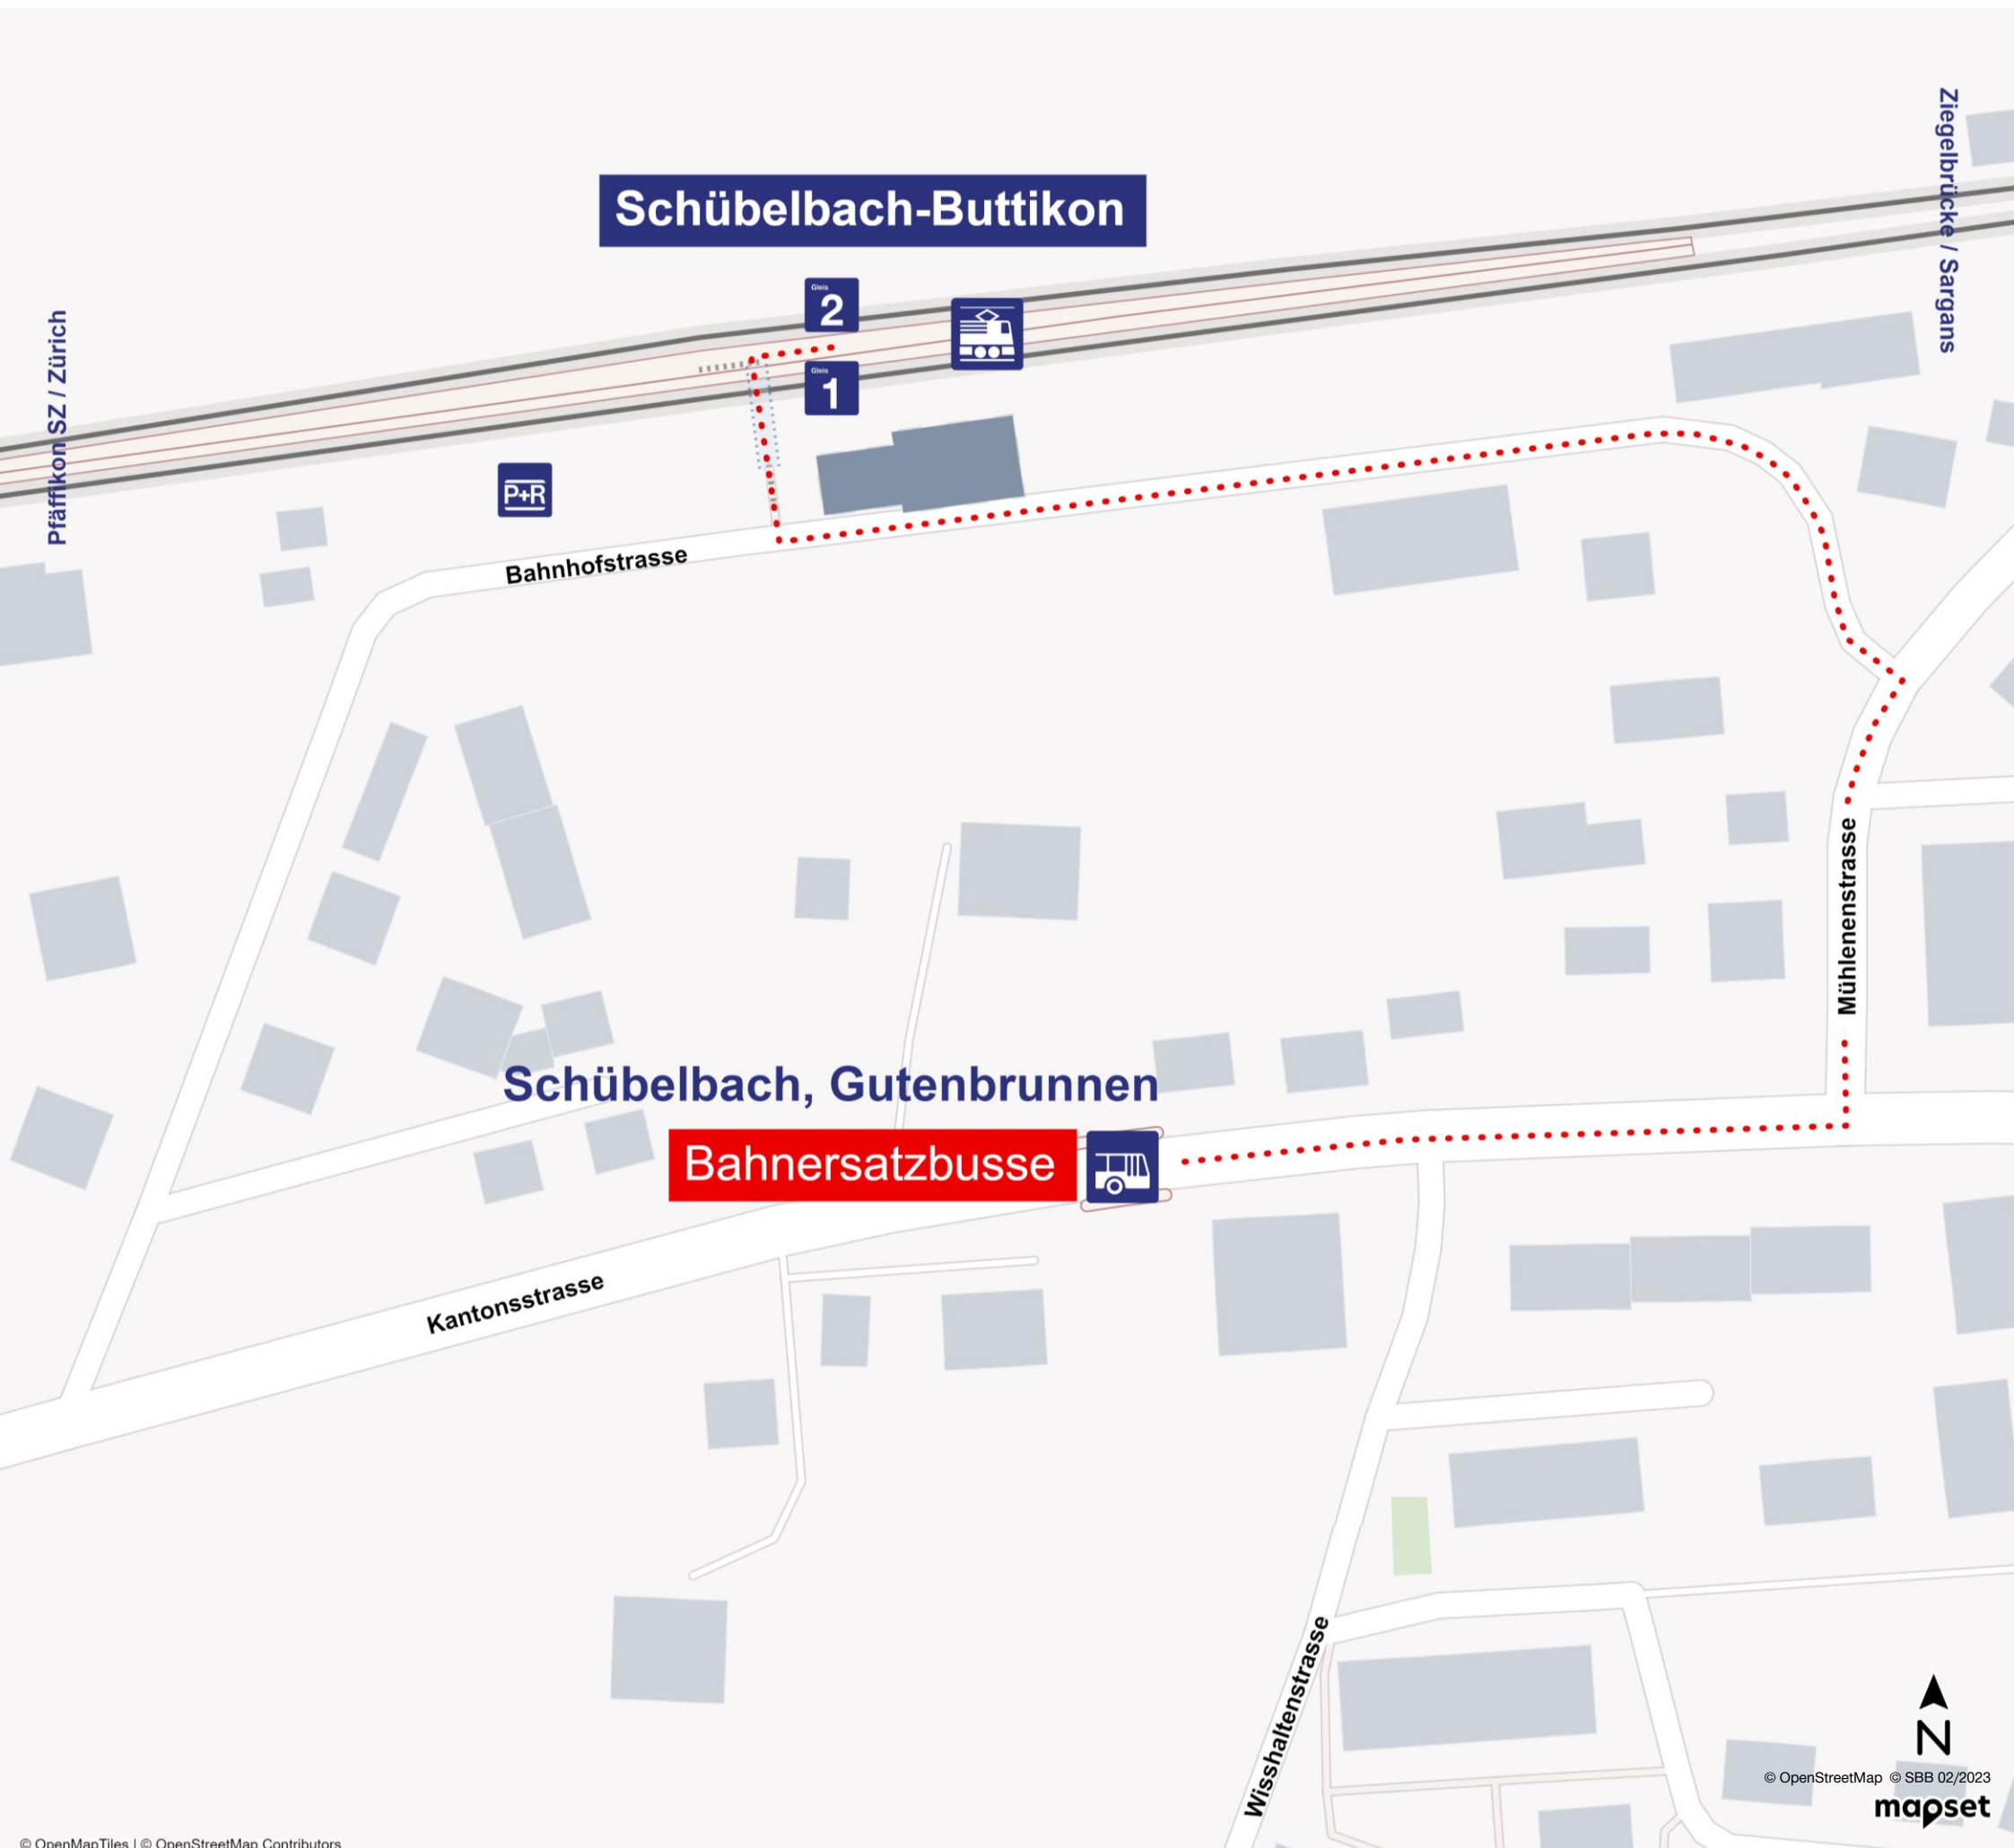 Ziegelbrücke / Sargans
Schübelbach-Buttikon
Gleis
2
Pfäffikon SZ / Zürich
Gleis
1
P+R
Bahnhofstrasse
Mühlenstrasse
Schübelbach, Gutenbrunnen
Bahnersatzbusse
Kantonsstrasse
Wisshaltenstrasse
N
© OpenStreetMap © SBB 02/2023
mapset
© OpenMapTiles | © OpenStreetMap Contributors